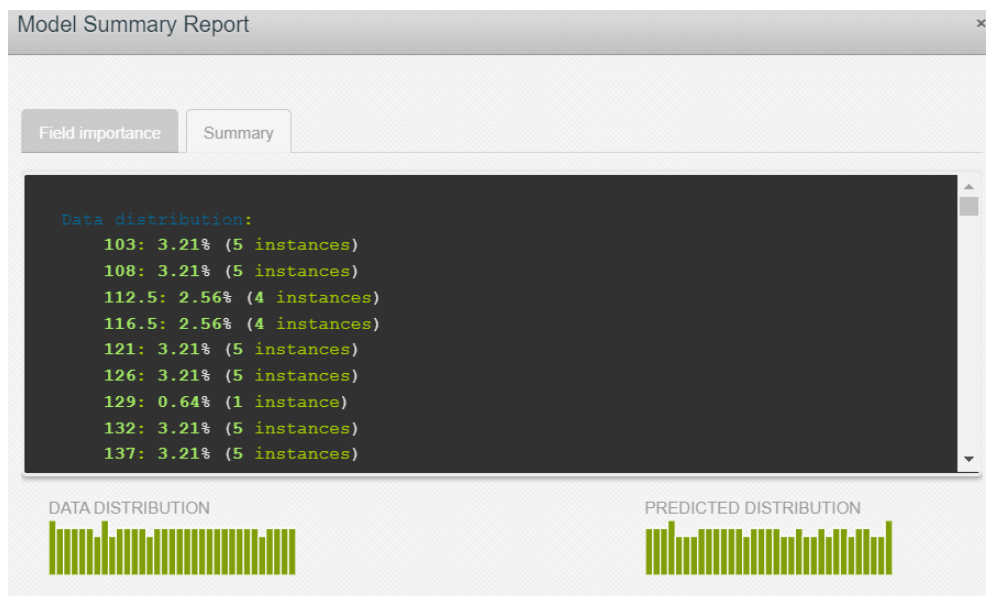 Model Summary Report
×
Field importance
Summary
Data distribution:
103: 3.21% (5 instances)
108: 3.21% (5 instances)
112.5: 2.56% (4 instances)
116.5: 2.56% (4 instances)
121: 3.21% (5 instances)
126: 3.21% (5 instances)
129: 0.64% (1 instance)
132: 3.21% (5 instances)
137: 3.21% (5 instances)
DATA DISTRIBUTION
PREDICTED DISTRIBUTION